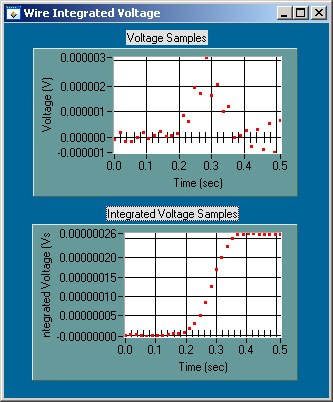 Wire Integrated Voltage
Voltage Samples
Voltage (V)
0.000003
0.000002
0.000001
0.000000
-0.000001
0.0 0.1 0.2 0.3 0.4 0.5
Time (sec)
Integrated Voltage Samples
ntegrated Voltage (Vs
0.00000026
0.00000020
0.00000015
0.00000010
0.00000005
-0.00000000
0.0 0.1 0.2 0.3 0.4 0.5
Time (sec)